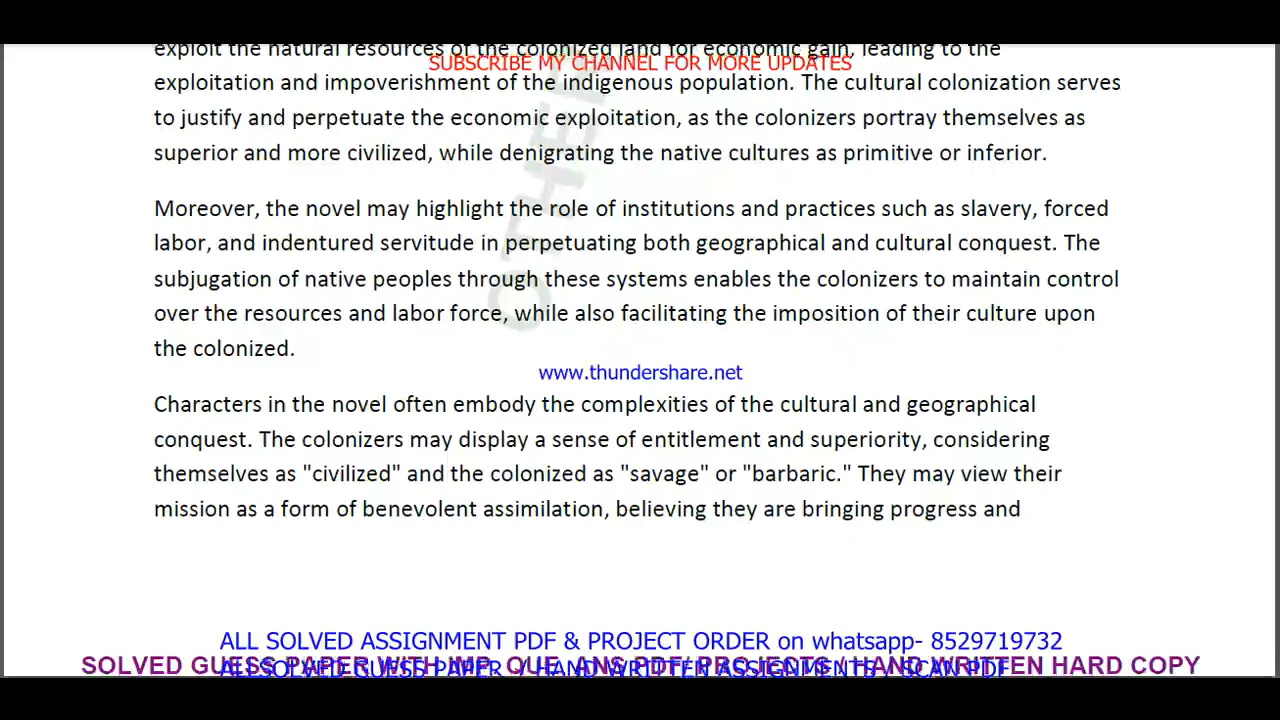 exploit the natural resources of the colonized land for economic gain, leading to the
SUBSCRIBE MY CHANNEL FOR MORE UPDATES
exploitation and impoverishment of the indigenous population. The cultural colonization serves
to justify and perpetuate the economic exploitation, as the colonizers portray themselves as
superior and more civilized, while denigrating the native cultures as primitive or inferior.
Moreover, the novel may highlight the role of institutions and practices such as slavery, forced
labor, and indentured servitude in perpetuating both geographical and cultural conquest. The
subjugation of native peoples through these systems enables the colonizers to maintain control
over the resources and labor force, while also facilitating the imposition of their culture upon
the colonized.
www.thundershare.net
Characters in the novel often embody the complexities of the cultural and geographical
conquest. The colonizers may display a sense of entitlement and superiority, considering
themselves as "civilized" and the colonized as "savage" or "barbaric." They may view their
mission as a form of benevolent assimilation, believing they are bringing progress and
ALL SOLVED ASSIGNMENT PDF & PROJECT ORDER on whatsapp- 8529719732
SOLVED GUESS PAPER WITH IMP. QUE. ANS PDF/ PROJECTS / HAND WRITTEN HARD COPY
ALL SOLVED GUESS PAPER / HAND WRITTEN ASSIGNMENTS / SCAN PDF